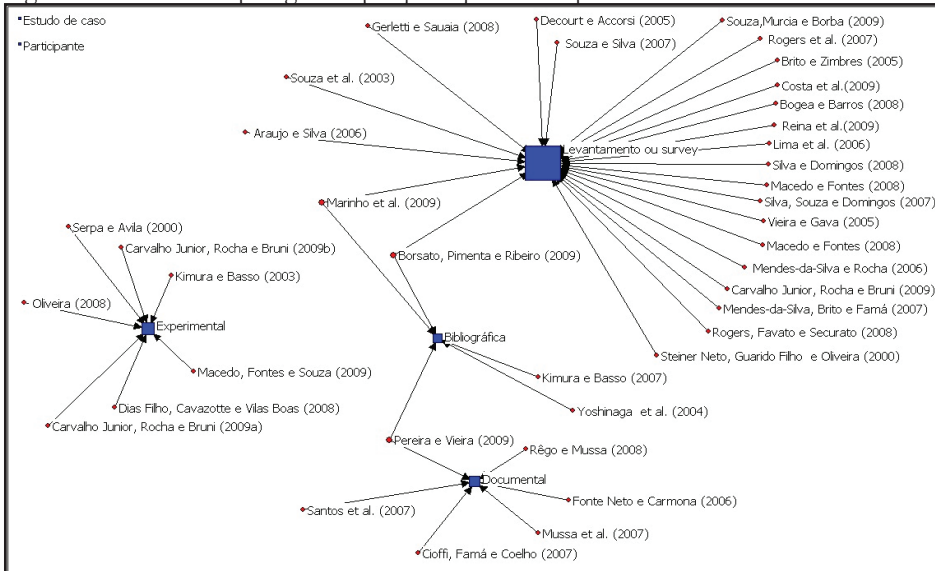 Estudo de caso
Participante
Gerletti e Sauaia (2008)
Decourt e Accorsi (2005)
Souza e Silva (2007)
Souza,Murcia e Borba (2009)
Rogers et al. (2007)
Brito e Zimbres (2005)
Costa et al.(2009)
Bogea e Barros (2008)
Reina et al.(2009)
Lima et al. (2006)
Silva e Domingos (2008)
Macedo e Fontes (2008)
Silva, Souza e Domingos (2007)
Vieira e Gava (2005)
Macedo e Fontes (2008)
Mendes-da-Silva e Rocha (2006)
Carvalho Junior, Rocha e Bruni (2009)
Mendes-da-Silva, Brito e Famá (2007)
Rogers, Favato e Securato (2008)
Steiner Neto, Guarido Filho e Oliveira (2000)
Souza et al. (2003)
Araujo e Silva (2006)
Levantamento ou survey
Marinho et al. (2009)
Borsato, Pimenta e Ribeiro (2009)
Serpa e Avila (2000)
Carvalho Junior, Rocha e Bruni (2009b)
Kimura e Basso (2003)
Oliveira (2008)
Experimental
Macedo, Fontes e Souza (2009)
Dias Filho, Cavazotte e Vilas Boas (2008)
Carvalho Junior, Rocha e Bruni (2009a)
Bibliográfica
Kimura e Basso (2007)
Yoshinaga et al. (2004)
Pereira e Vieira (2009)
Rêgo e Mussa (2008)
Documental
Fonte Neto e Carmona (2006)
Santos et al. (2007)
Mussa et al. (2007)
Cioffi, Famá e Coelho (2007)